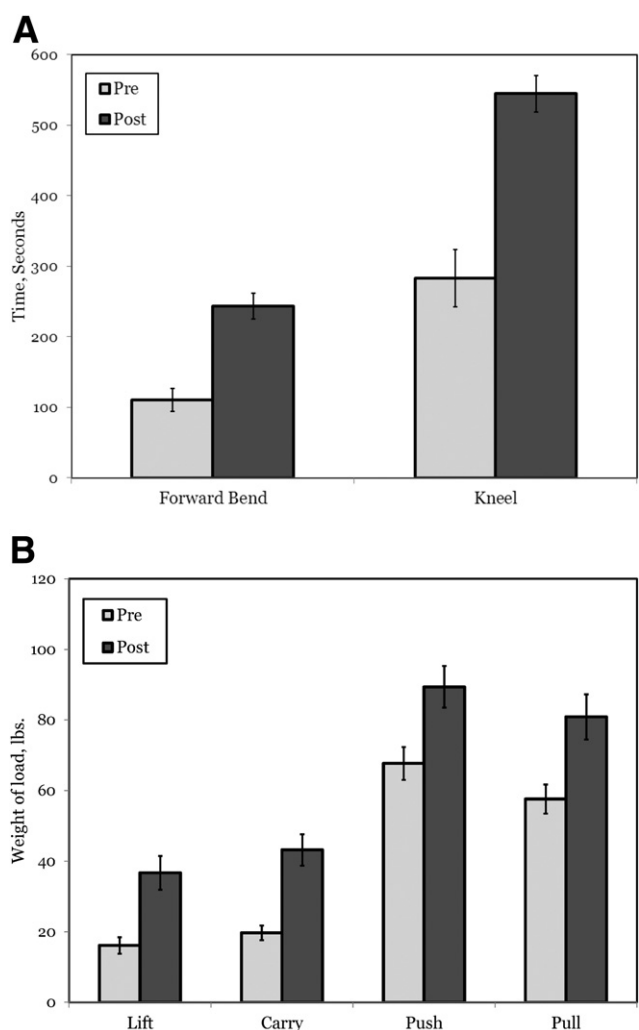 A
600
500
400
300
200
100
0
Time, Seconds
Pre
Post
Forward Bend Kneel
B
120
100
80
60
40
20
0
Weight of load, lbs.
Pre
Post
Lift Carry Push Pull